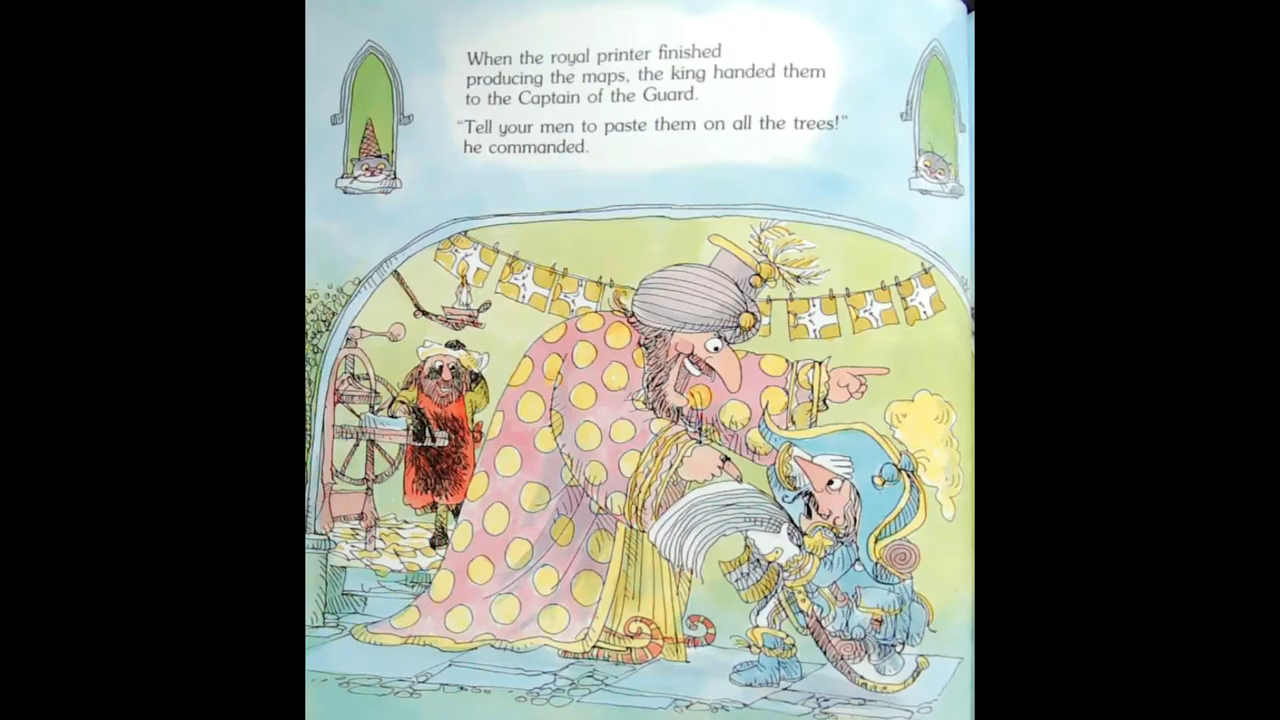 When the royal printer finished
producing the maps, the king handed them
to the Captain of the Guard.
“Tell your men to paste them on all the trees!”
he commanded.